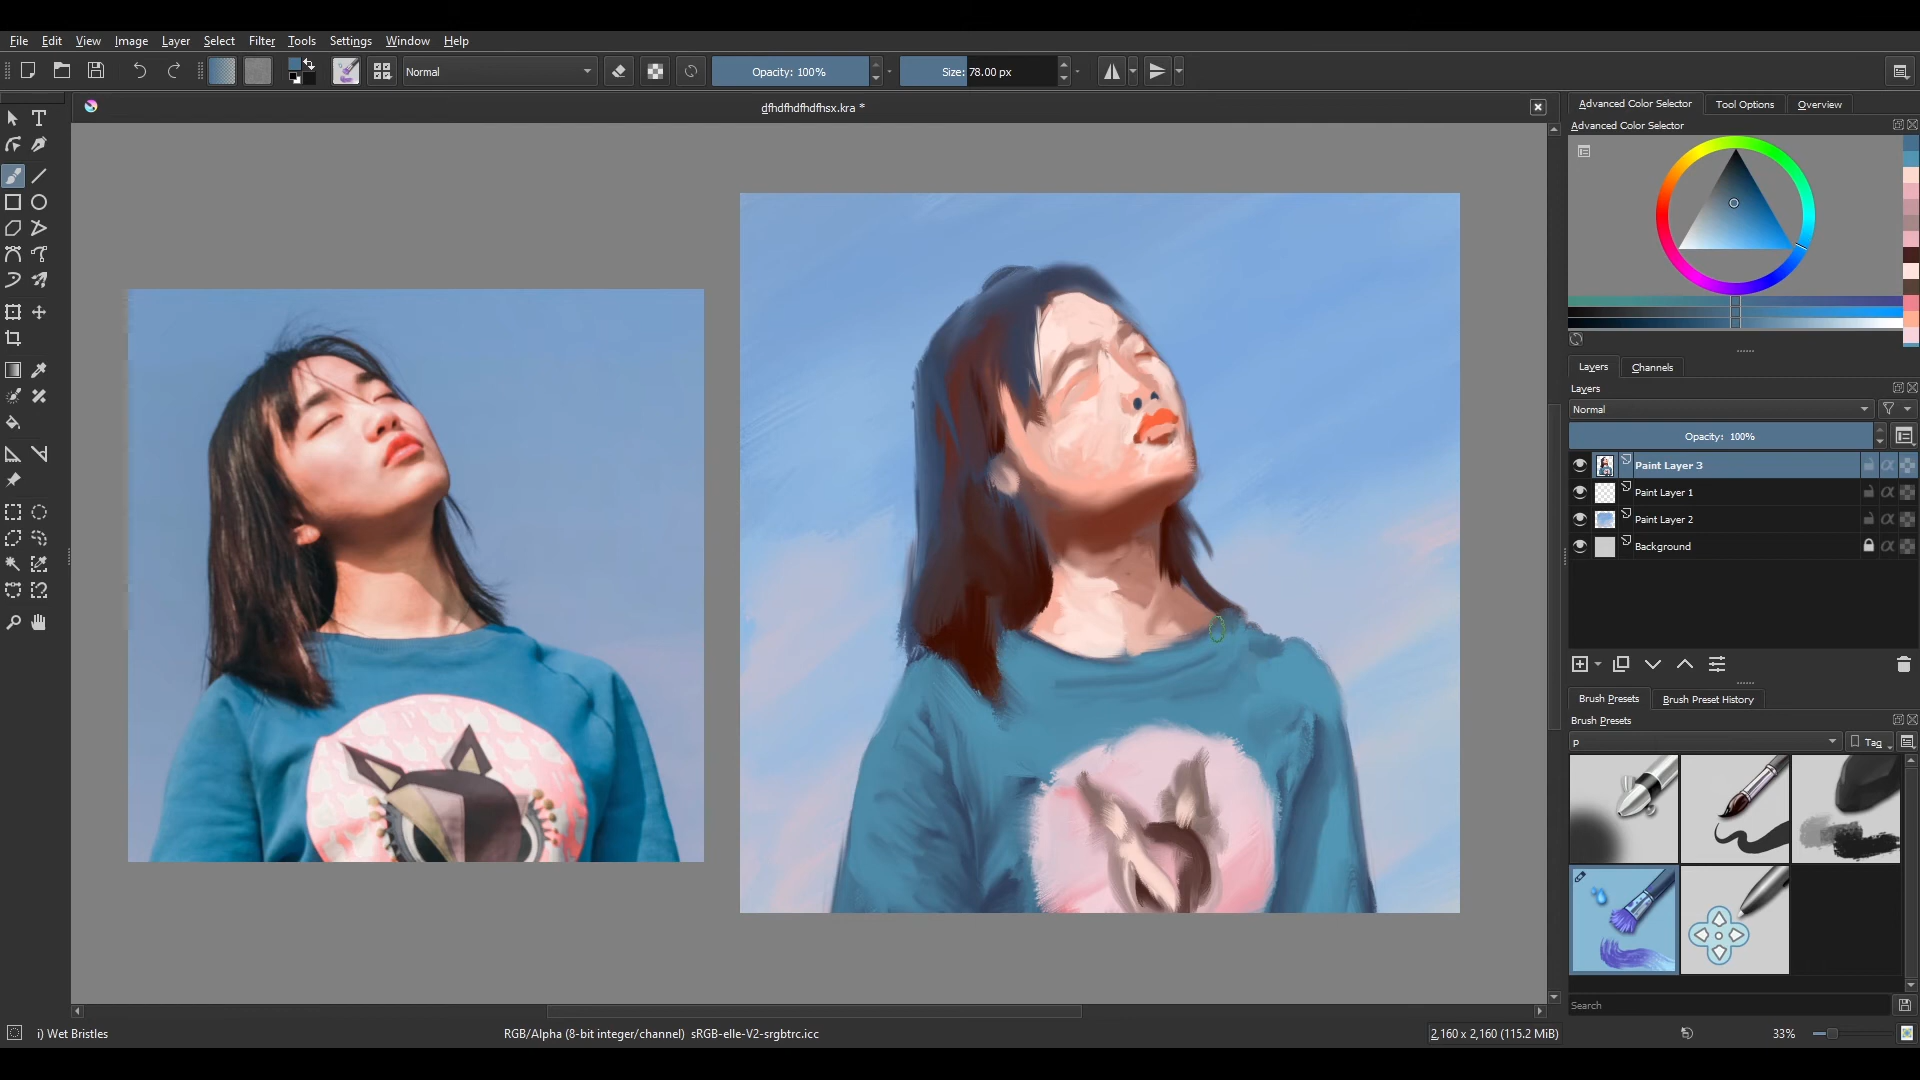 File Edit View Image Layer Select Filter Tools Settings Window Help
Normal Opacity: 100% Size: 78.00 px
dfhdfhdfhdfhsx.kra *
Advanced Color Selector Tool Options Overview
Advanced Color Selector
Layers Channels
Layers
Normal
Opacity: 100%
Paint Layer 3
Paint Layer 1
Paint Layer 2
Background
Brush Presets Brush Preset History
Brush Presets
p Tag
Search
i) Wet Bristles RGB/Alpha (8-bit integer/channel) sRGB-elle-V2-srgbtrc.icc 2,160 x 2,160 (115.2 MiB) 33%